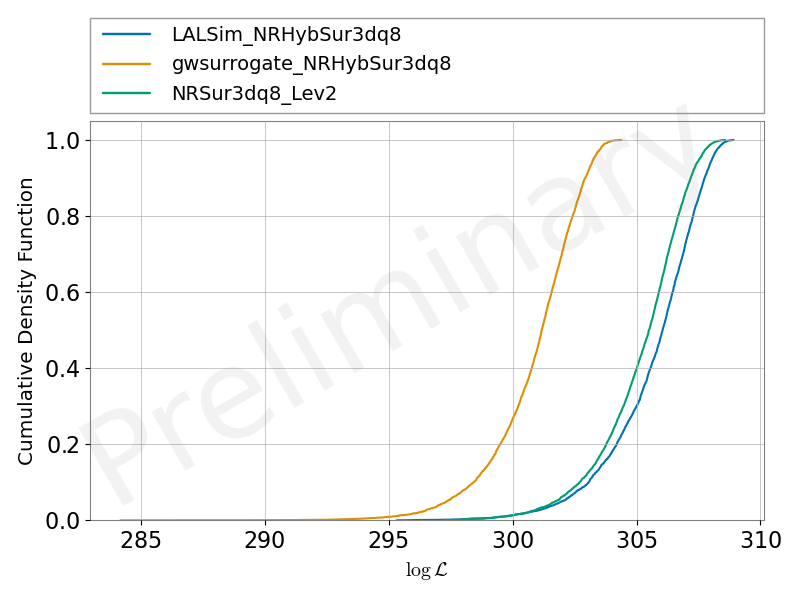 LALSim_NRHybSur3dq8
gwsurrogate_NRHybSur3dq8
NRSur3dq8_Lev2
Preliminary
1.0
0.8
0.6
0.4
0.2
0.0
Cumulative Density Function
285 290 295 300 305 310
log ℒ